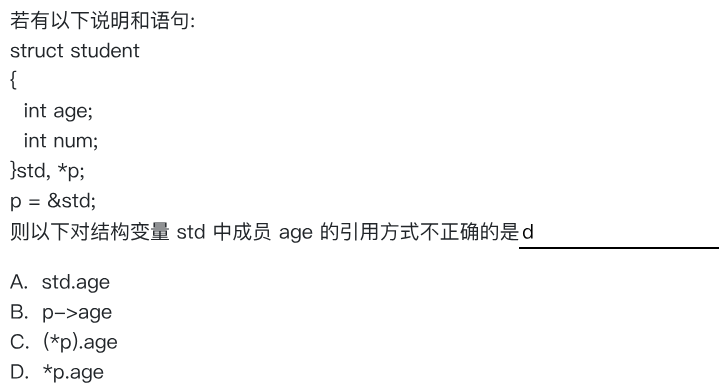 若有以下说明和语句:
struct student
{
int age;
int num;
}std, *p;
p = &std;
则以下对结构变量 std 中成员 age 的引用方式不正确的是d
A. std.age
B. p->age
C. (*p).age
D. *p.age